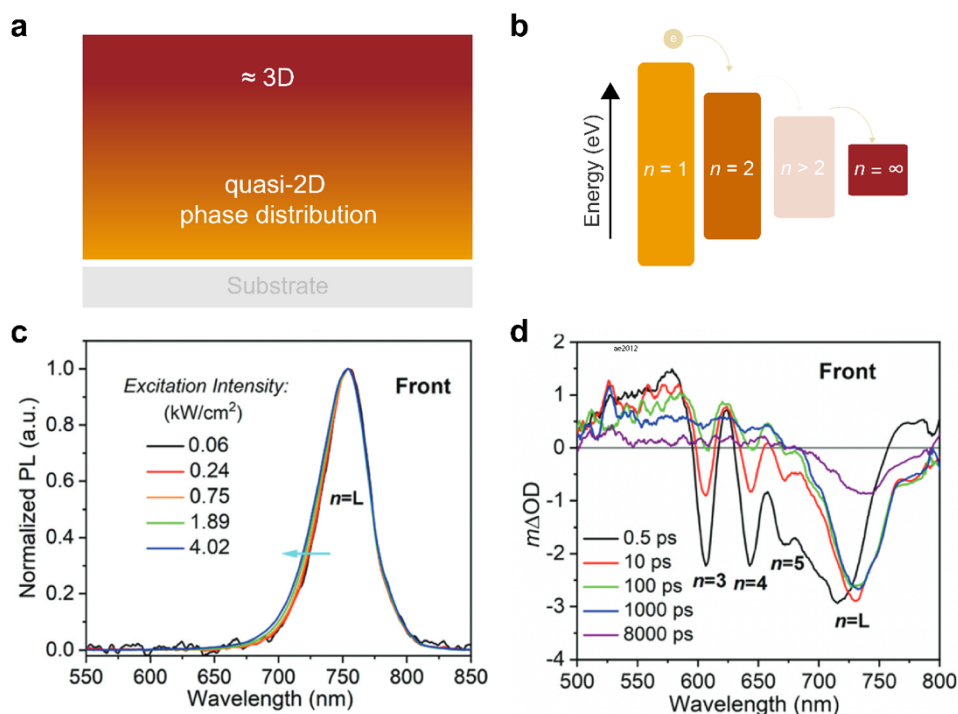 a
≈ 3D
quasi-2D
phase distribution
Substrate
b
Energy (eV)
e
n = 1
n = 2
n > 2
n = ∞
c
Normalized PL (a.u.)
1.0
0.8
0.6
0.4
0.2
0.0
Excitation Intensity:
(kW/cm²)
0.06
0.24
0.75
1.89
4.02
Front
n=L
550 600 650 700 750 800 850
Wavelength (nm)
d
mΔOD
2
1
0
-1
-2
-3
-4
ae2012
Front
0.5 ps
10 ps
100 ps
1000 ps
8000 ps
n=3
n=4
n=5
n=L
500 550 600 650 700 750 800
Wavelength (nm)